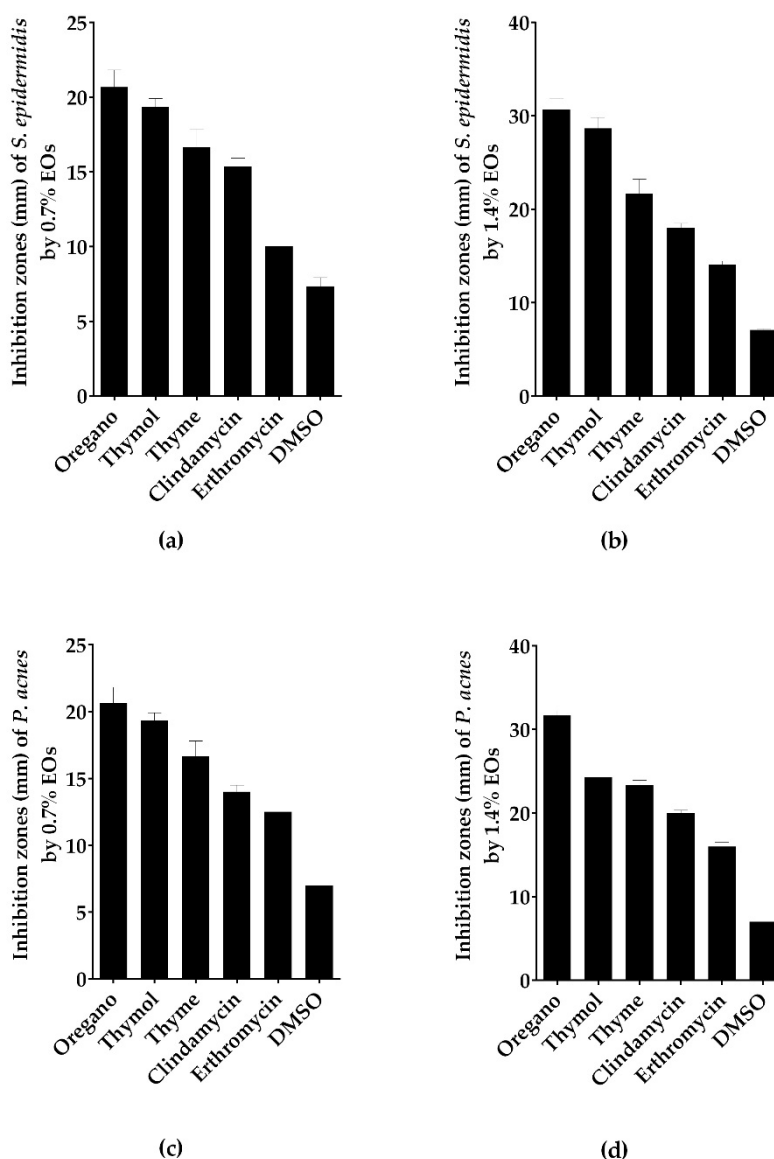 Inhibition zones (mm) of S. epidermidis
by 0.7% EOs
25
20
15
10
5
0
Oregano
Thymol
Thyme
Clindamycin
Erthromycin
DMSO
(a)
Inhibition zones (mm) of S. epidermidis
by 1.4% EOs
40
30
20
10
0
Oregano
Thymol
Thyme
Clindamycin
Erthromycin
DMSO
(b)
Inhibition zones (mm) of P. acnes
by 0.7% EOs
25
20
15
10
5
0
Oregano
Thymol
Thyme
Clindamycin
Erthromycin
DMSO
(c)
Inhibition zones (mm) of P. acnes
by 1.4% EOs
40
30
20
10
0
Oregano
Thymol
Thyme
Clindamycin
Erthromycin
DMSO
(d)